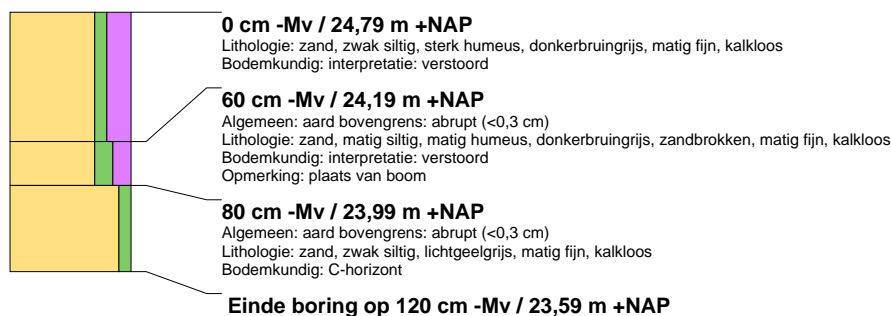 0 cm -Mv / 24,79 m +NAP
Lithologie: zand, zwak siltig, sterk humeus, donkerbruingrijs, matig fijn, kalkloos
Bodemkundig: interpretatie: verstoord
60 cm -Mv / 24,19 m +NAP
Algemeen: aard bovengrens: abrupt (<0,3 cm)
Lithologie: zand, matig siltig, matig humeus, donkerbruingrijs, zandbrokken, matig fijn, kalkloos
Bodemkundig: interpretatie: verstoord
Opmerking: plaats van boom
80 cm -Mv / 23,99 m +NAP
Algemeen: aard bovengrens: abrupt (<0,3 cm)
Lithologie: zand, zwak siltig, lichtgeelgrijs, matig fijn, kalkloos
Bodemkundig: C-horizont
Einde boring op 120 cm -Mv / 23,59 m +NAP